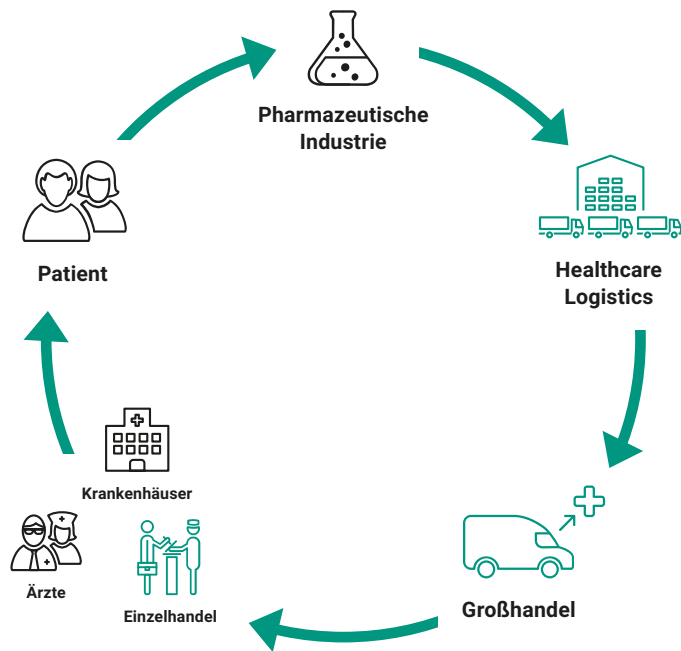 Pharmazeutische
Industrie
Healthcare
Logistics
Großhandel
Einzelhandel
Ärzte
Krankenhäuser
Patient